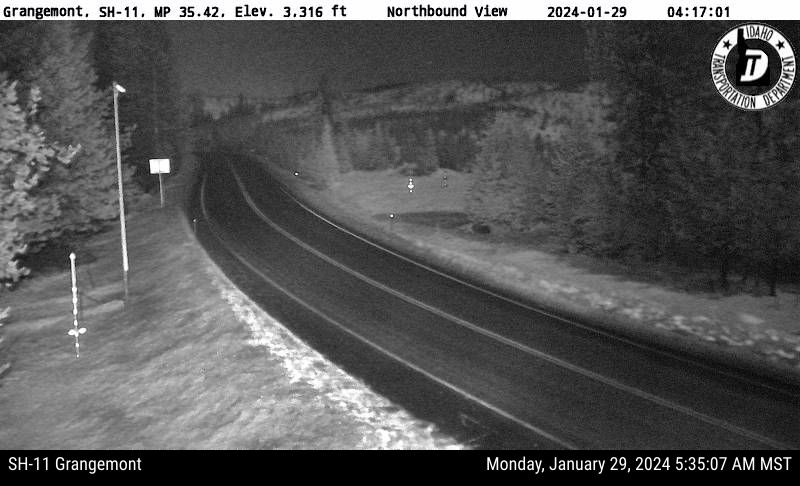 Grangemont, SH-11, MP 35.42, Elev. 3,316 ft Northbound View 2024-01-29 04:17:01
IDAHO
TRANSPORTATION DEPARTMENT
SH-11 Grangemont Monday, January 29, 2024 5:35:07 AM MST